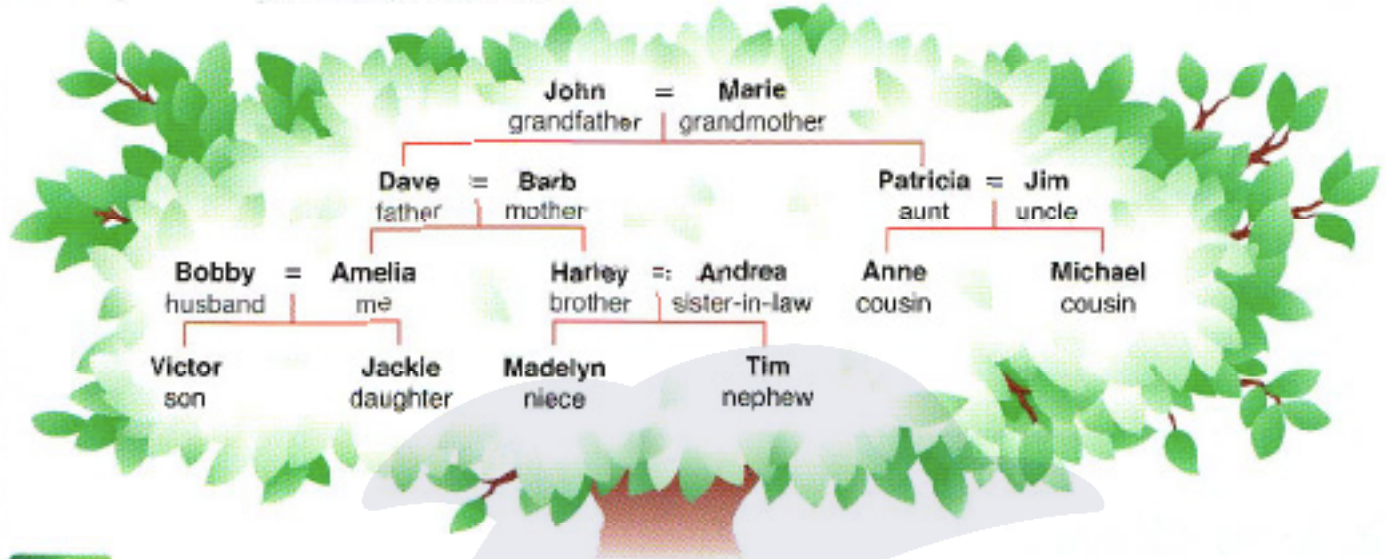 John = Marie
grandfather grandmother
Dave = Barb Patricia = Jim
father mother aunt uncle
Bobby = Amelia Harley = Andrea Anne Michael
husband me brother sister-in-law cousin cousin
Victor Jackie Madelyn Tim
son daughter niece nephew